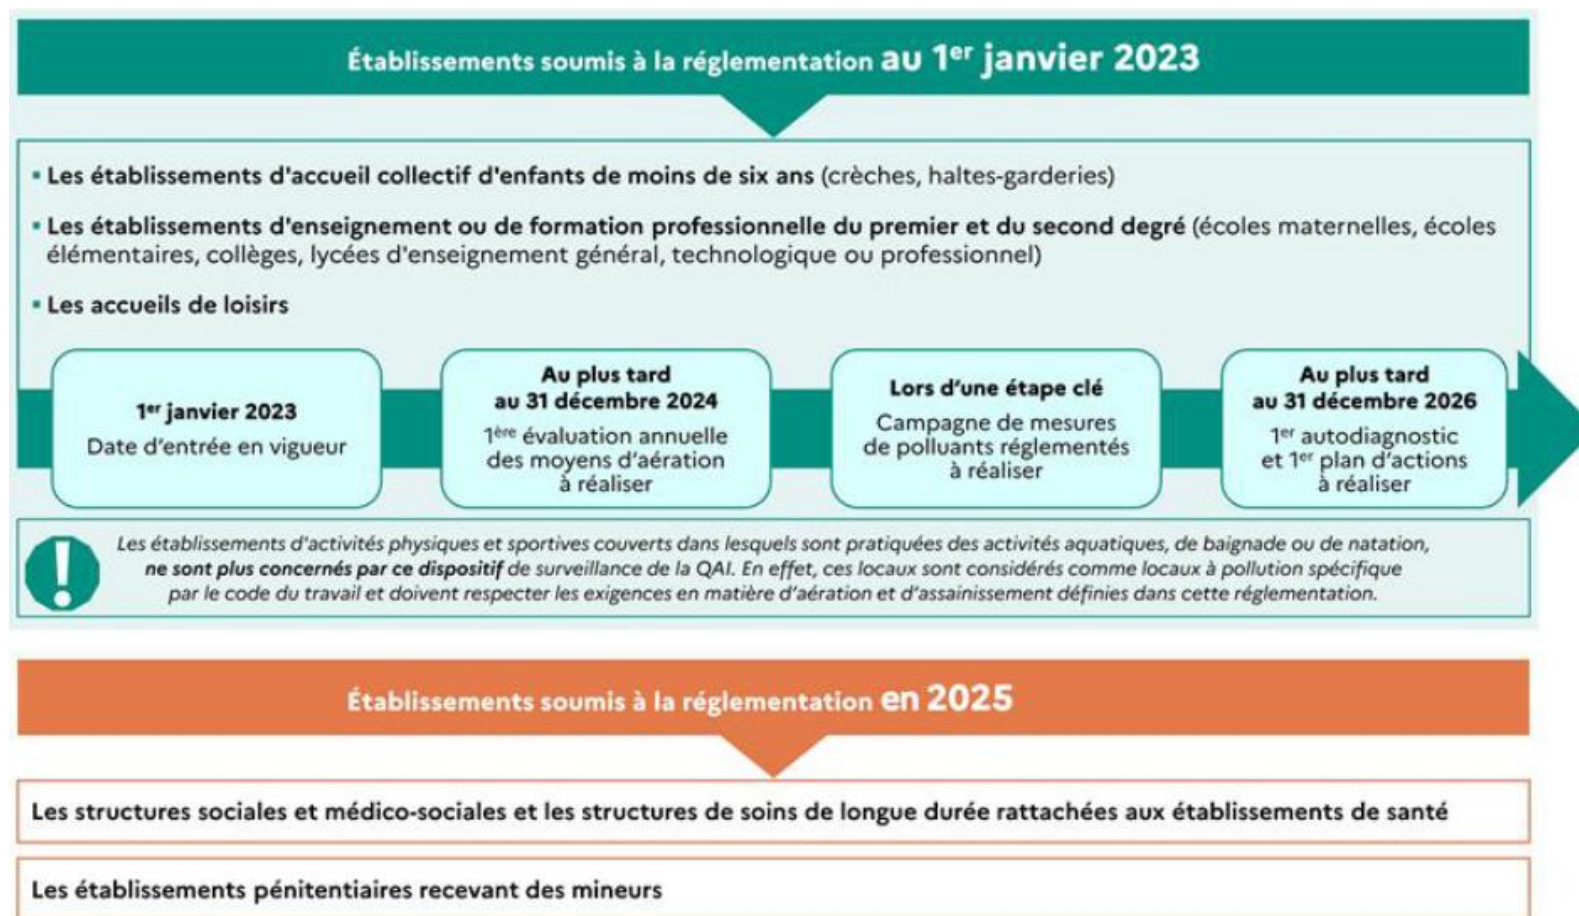 Établissements soumis à la réglementation au 1er janvier 2023
▪ Les établissements d'accueil collectif d'enfants de moins de six ans (crèches, haltes-garderies)
▪ Les établissements d'enseignement ou de formation professionnelle du premier et du second degré (écoles maternelles, écoles
élémentaires, collèges, lycées d'enseignement général, technologique ou professionnel)
▪ Les accueils de loisirs
1er janvier 2023
Date d'entrée en vigueur
Au plus tard
au 31 décembre 2024
1ère évaluation annuelle
des moyens d'aération
à réaliser
Lors d'une étape clé
Campagne de mesures
de polluants réglementés
à réaliser
Au plus tard
au 31 décembre 2026
1er autodiagnostic
et 1er plan d'actions
à réaliser
!
Les établissements d'activités physiques et sportives couverts dans lesquels sont pratiquées des activités aquatiques, de baignade ou de natation,
ne sont plus concernés par ce dispositif de surveillance de la QAI. En effet, ces locaux sont considérés comme locaux à pollution spécifique
par le code du travail et doivent respecter les exigences en matière d'aération et d'assainissement définies dans cette réglementation.
Établissements soumis à la réglementation en 2025
Les structures sociales et médico-sociales et les structures de soins de longue durée rattachées aux établissements de santé
Les établissements pénitentiaires recevant des mineurs